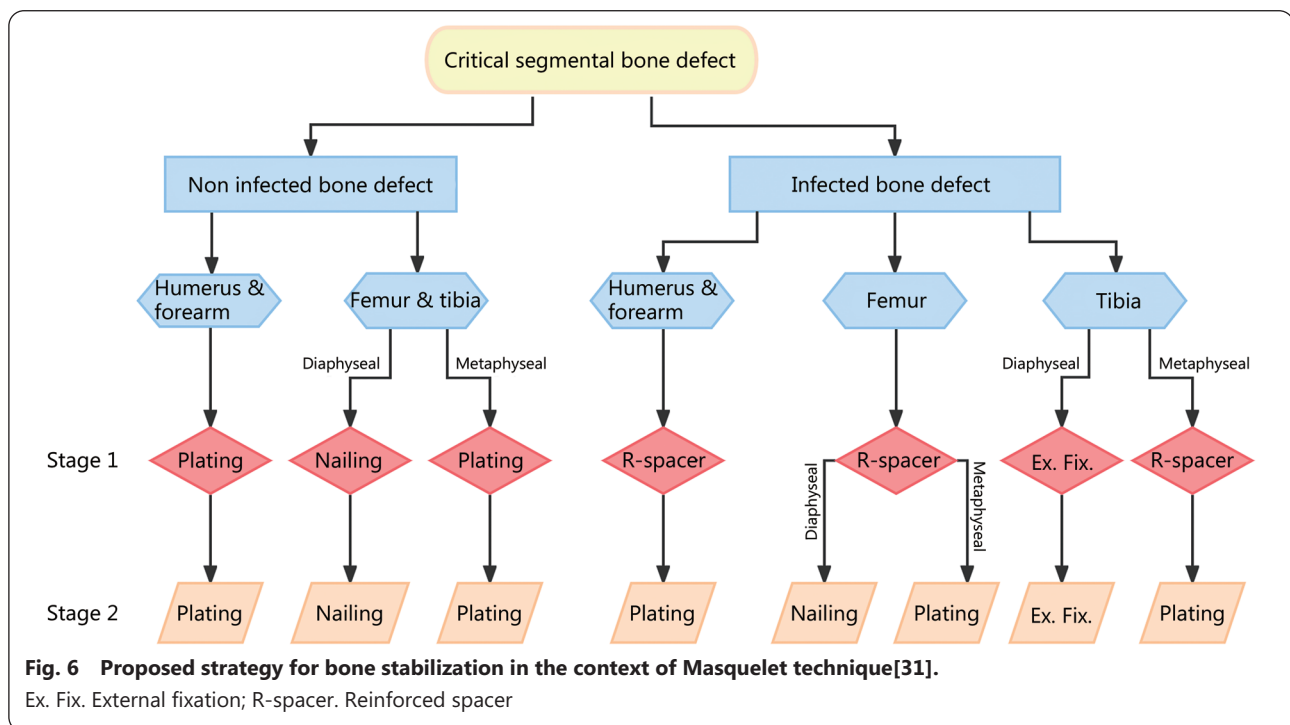 Critical segmental bone defect
Non infected bone defect
Infected bone defect
Humerus &
forearm
Femur & tibia
Humerus &
forearm
Femur
Tibia
Diaphyseal
Metaphyseal
Diaphyseal
Metaphyseal
Stage 1
Plating
Nailing
Plating
R-spacer
R-spacer
Ex. Fix.
R-spacer
Diaphyseal
Metaphyseal
Stage 2
Plating
Nailing
Plating
Plating
Nailing
Plating
Ex. Fix.
Plating
Fig. 6 Proposed strategy for bone stabilization in the context of Masquelet technique[31].
Ex. Fix. External fixation; R-spacer. Reinforced spacer